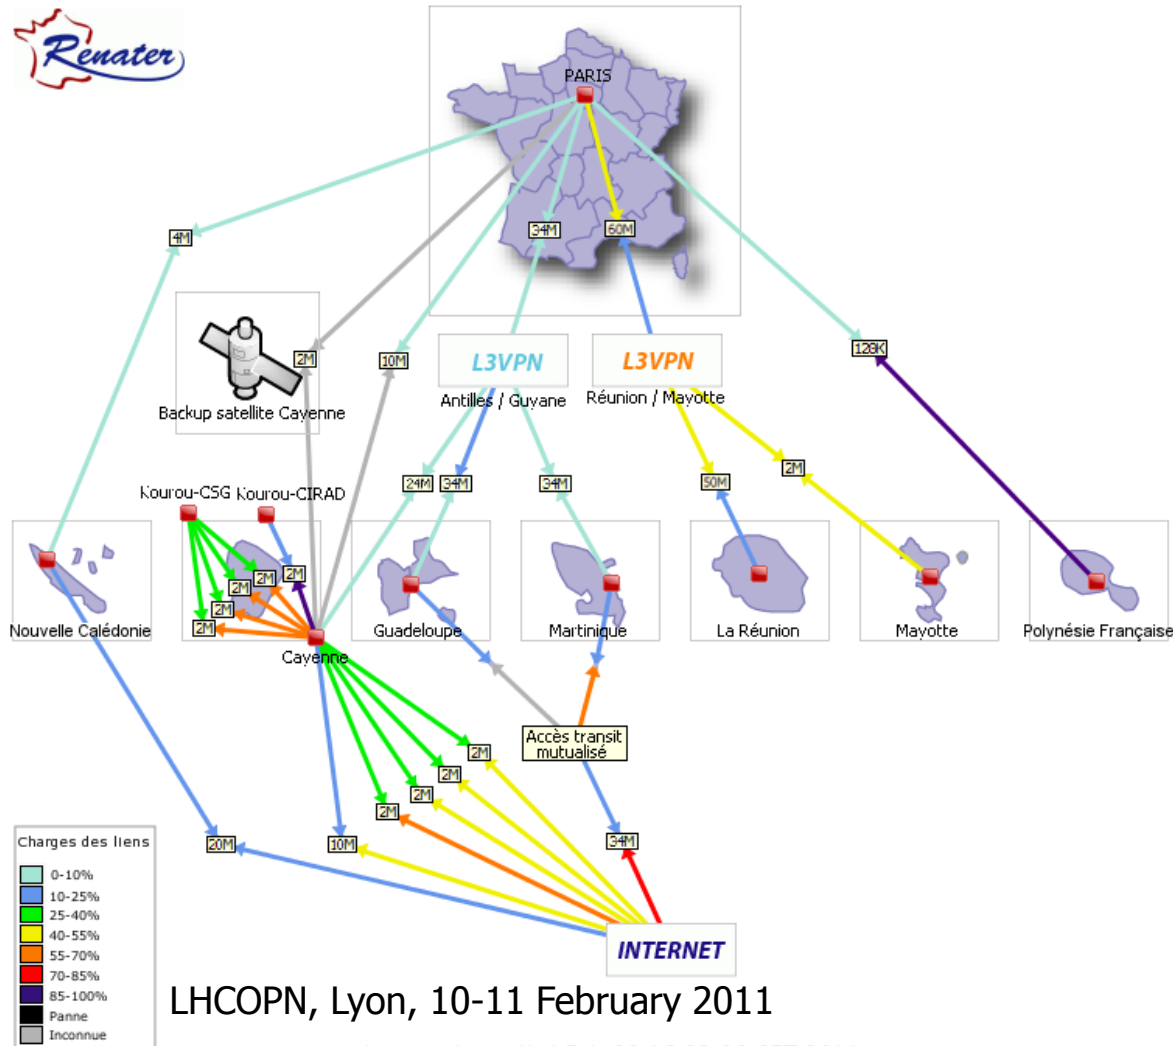 Renater
PARIS
4M
34M
60M
2M
10M
L3VPN
L3VPN
128K
Backup satellite Cayenne
Antilles / Guyane
Réunion / Mayotte
24M
34M
34M
50M
2M
Kourou-CSG
Kourou-CIRAD
2M
2M
2M
2M
2M
Nouvelle Calédonie
Cayenne
Guadeloupe
Martinique
La Réunion
Mayotte
Polynésie Française
Accès transit
mutualisé
2M
2M
2M
2M
20M
10M
34M
INTERNET
Charges des liens
0-10%
10-25%
25-40%
40-55%
55-70%
70-85%
85-100%
Panne
Inconnue
LHCOPN, Lyon, 10-11 February 2011